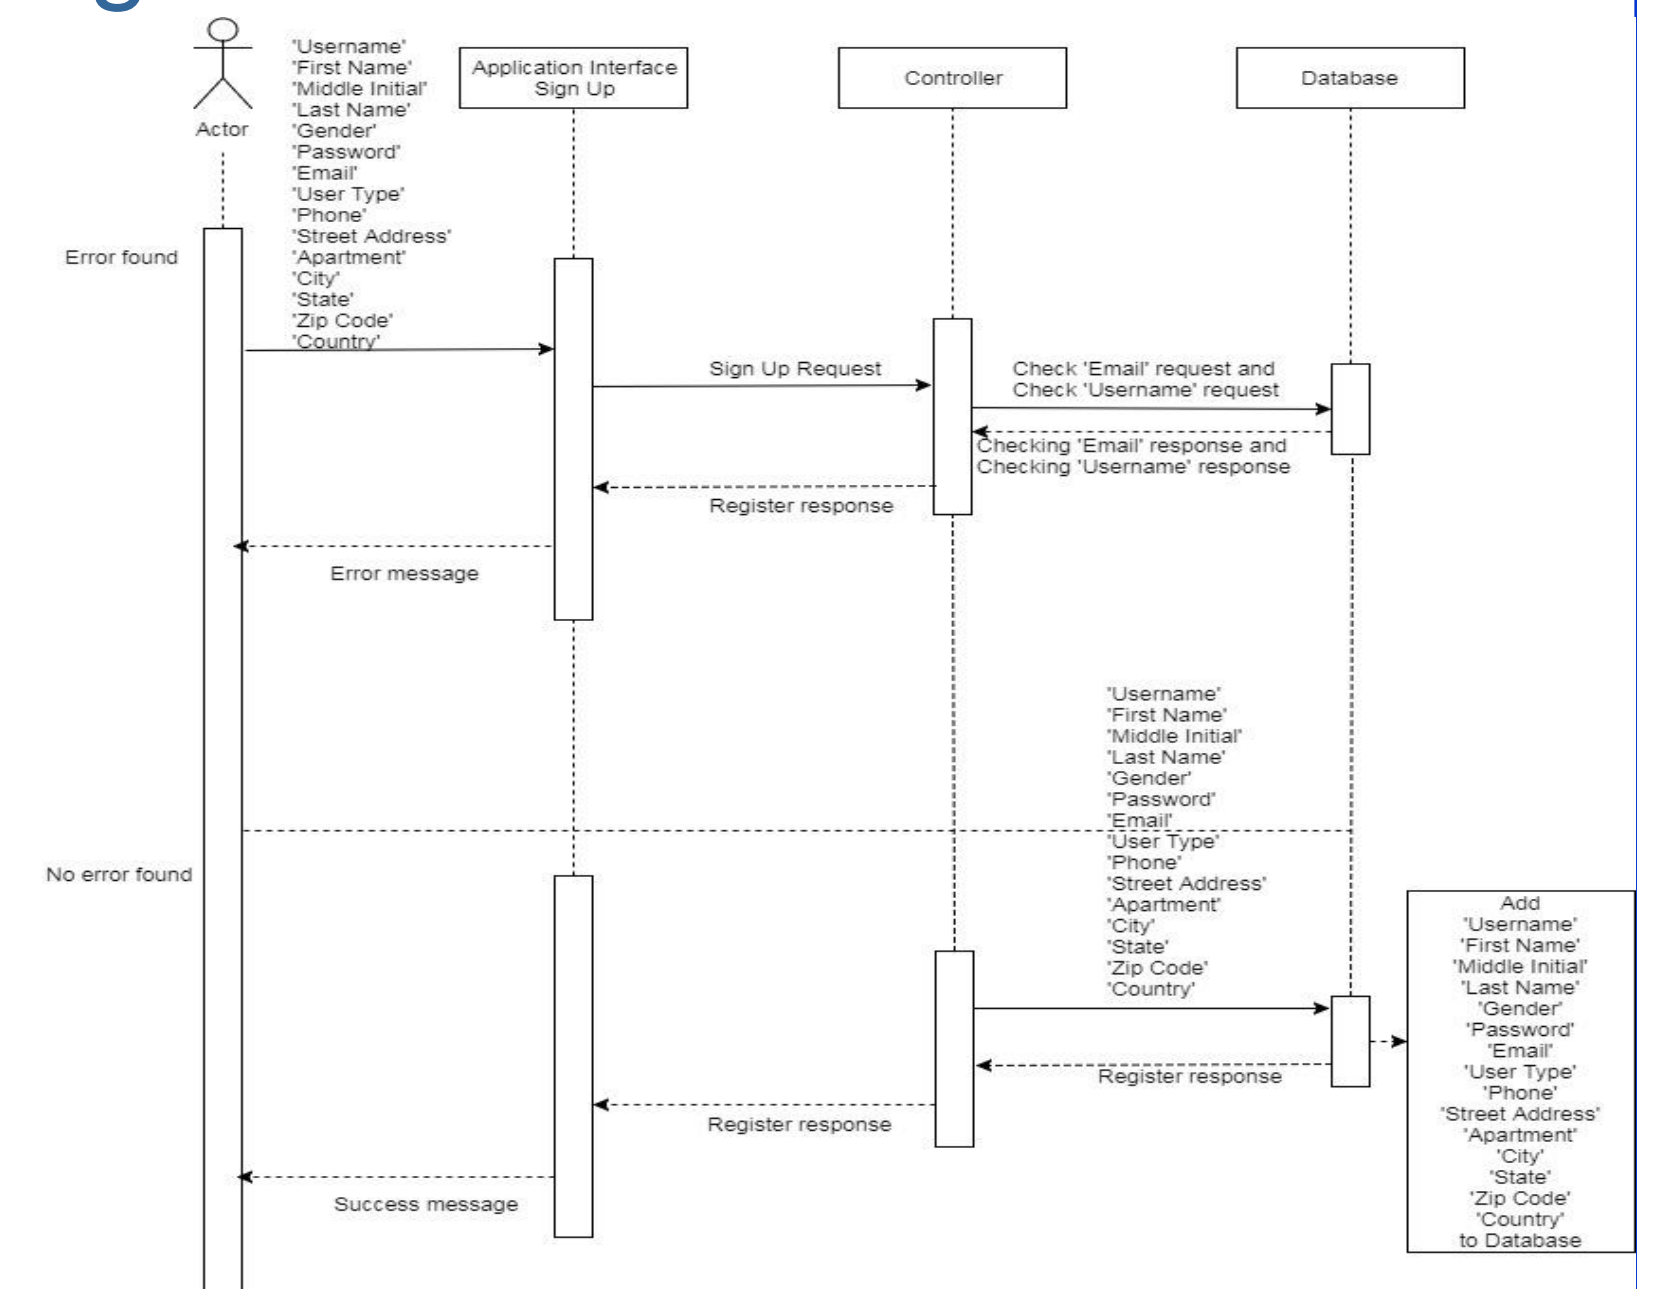 'Username'
'First Name'
'Middle Initial'
'Last Name'
'Gender'
'Password'
'Email'
'User Type'
'Phone'
'Street Address'
'Apartment'
'City'
'State'
'Zip Code'
'Country'
Actor
Application Interface
Sign Up
Controller
Database
Error found
Sign Up Request
Check 'Email' request and
Check 'Username' request
Checking 'Email' response and
Checking 'Username' response
Register response
Error message
No error found
'Username'
'First Name'
'Middle Initial'
'Last Name'
'Gender'
'Password'
'Email'
'User Type'
'Phone'
'Street Address'
'Apartment'
'City'
'State'
'Zip Code'
'Country'
Register response
Register response
Success message
Add
'Username'
'First Name'
'Middle Initial'
'Last Name'
'Gender'
'Password'
'Email'
'User Type'
'Phone'
'Street Address'
'Apartment'
'City'
'State'
'Zip Code'
'Country'
to Database